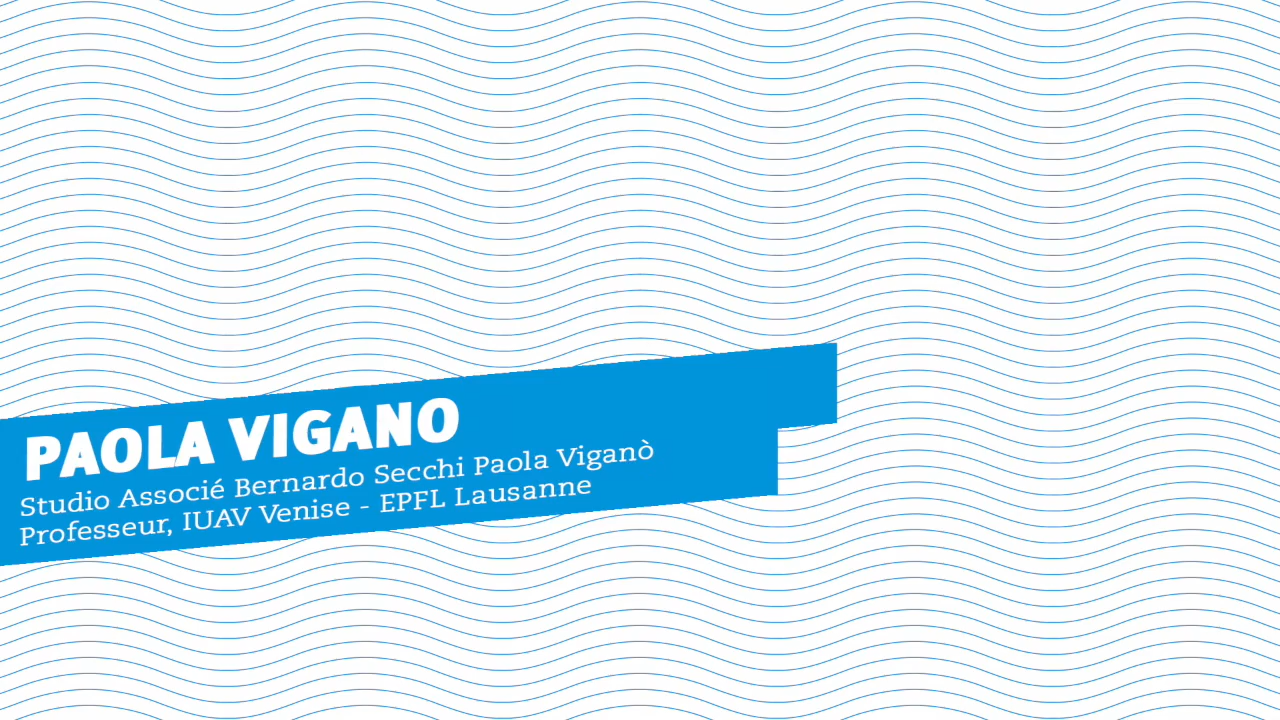 PAOLA VIGANO
Studio Associé Bernardo Secchi Paola Viganò
Professeur, IUAV Venise - EPFL Lausanne